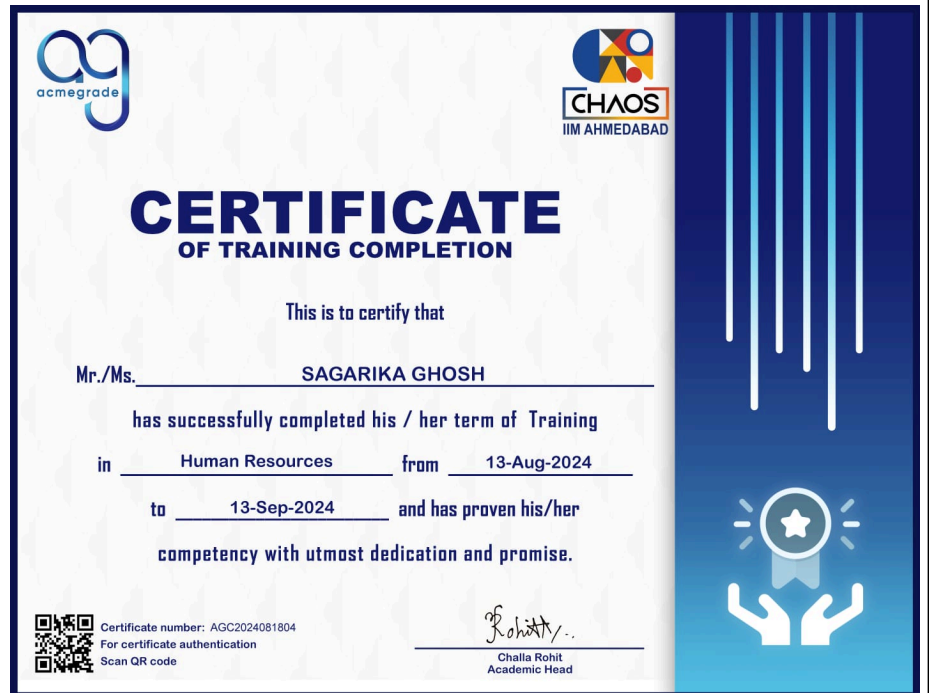 acmegrade
CHAOS
IIM AHMEDABAD
CERTIFICATE
OF TRAINING COMPLETION
This is to certify that
Mr./Ms. SAGARIKA GHOSH
has successfully completed his / her term of Training
in Human Resources from 13-Aug-2024
to 13-Sep-2024 and has proven his/her
competency with utmost dedication and promise.
Certificate number: AGC2024081804
For certificate authentication
Scan QR code
Rohit
Challa Rohit
Academic Head